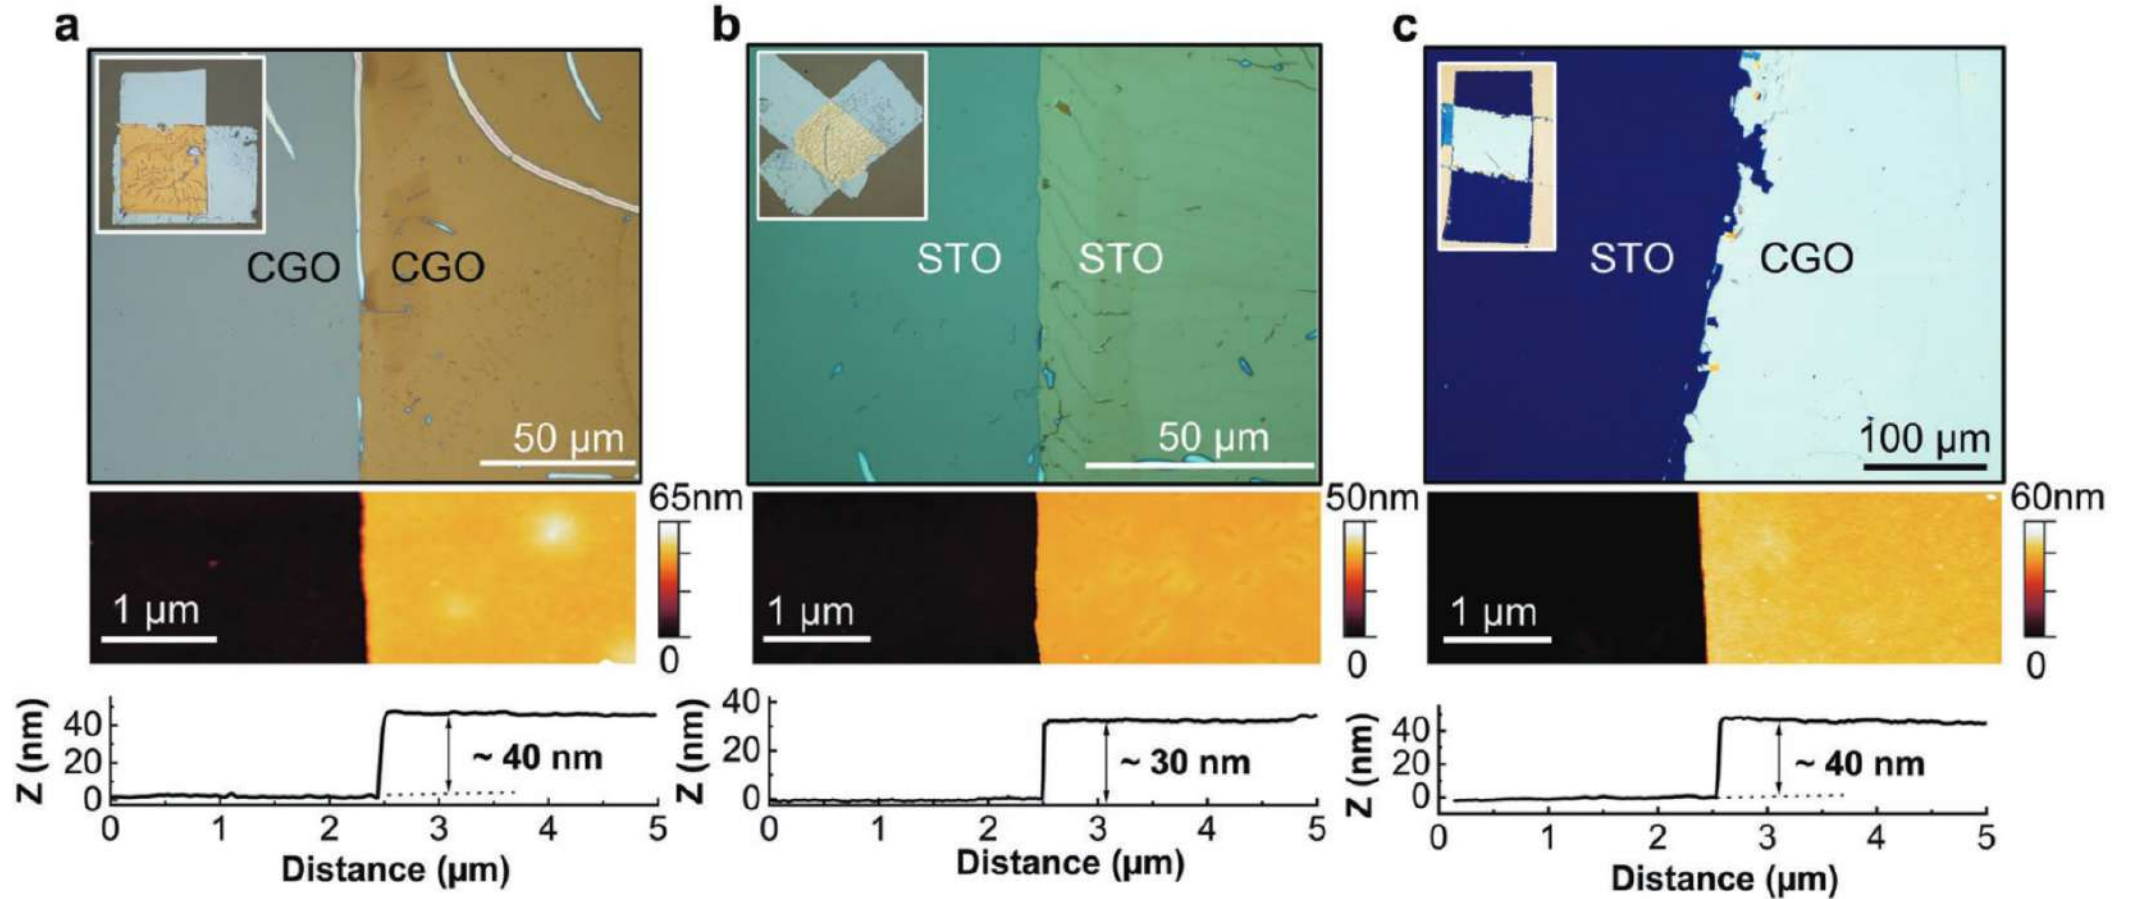 a
CGO CGO
50 µm
65nm
1 µm
0
Z (nm)
40
20
0
~ 40 nm
0 1 2 3 4 5
Distance (µm)
b
STO STO
50 µm
50nm
1 µm
0
Z (nm)
40
20
0
~ 30 nm
0 1 2 3 4 5
Distance (µm)
c
STO CGO
100 µm
60nm
1 µm
0
Z (nm)
40
20
0
~ 40 nm
0 1 2 3 4 5
Distance (µm)